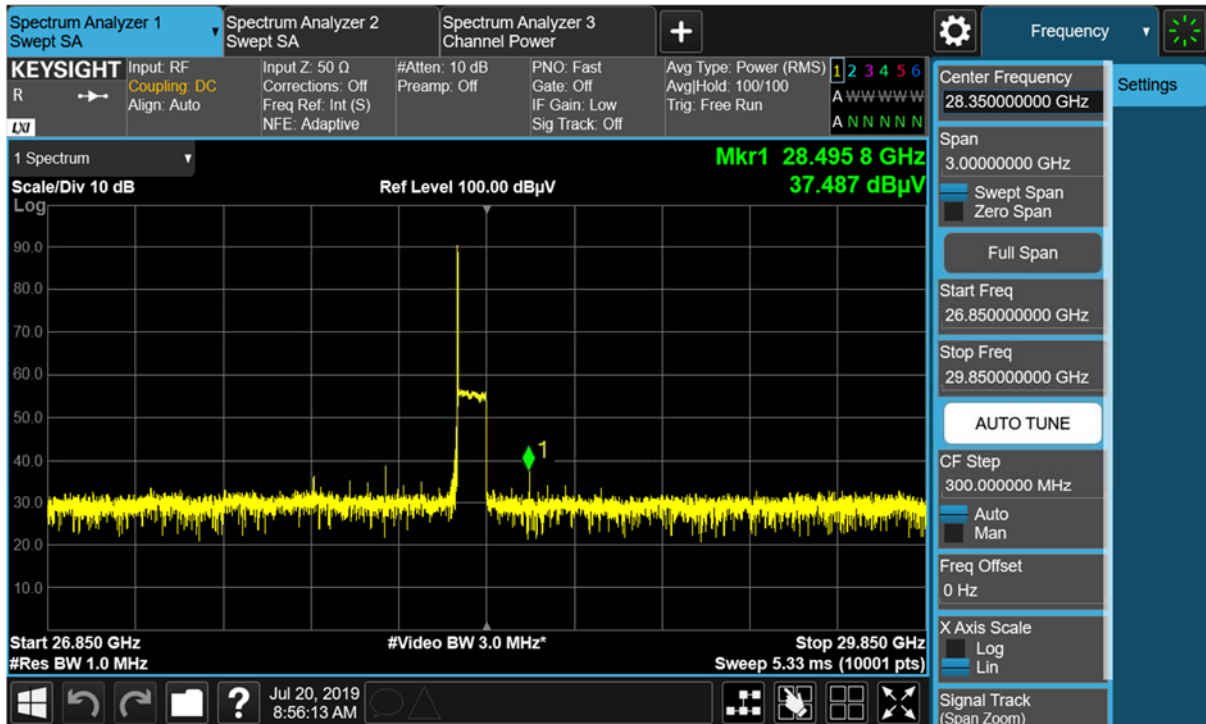 Spectrum Analyzer 1
Swept SA
Spectrum Analyzer 2
Swept SA
Spectrum Analyzer 3
Channel Power
Frequency
KEYSIGHT
R
LXI
Input: RF
Coupling: DC
Align: Auto
Input Z: 50 Ω
Corrections: Off
Freq Ref: Int (S)
NFE: Adaptive
#Atten: 10 dB
Preamp: Off
PNO: Fast
Gate: Off
IF Gain: Low
Sig Track: Off
Avg Type: Power (RMS)
Avg|Hold: 100/100
Trig: Free Run
1 2 3 4 5 6
A W W W W W
A N N N N N
1 Spectrum
Scale/Div 10 dB
Ref Level 100.00 dBµV
Mkr1 28.495 8 GHz
37.487 dBµV
Log
90.0
80.0
70.0
60.0
50.0
40.0
30.0
20.0
10.0
1
Start 26.850 GHz
#Res BW 1.0 MHz
#Video BW 3.0 MHz*
Stop 29.850 GHz
Sweep 5.33 ms (10001 pts)
Jul 20, 2019
8:56:13 AM
Center Frequency
28.350000000 GHz
Settings
Span
3.00000000 GHz
Swept Span
Zero Span
Full Span
Start Freq
26.850000000 GHz
Stop Freq
29.850000000 GHz
AUTO TUNE
CF Step
300.000000 MHz
Auto
Man
Freq Offset
0 Hz
X Axis Scale
Log
Lin
Signal Track
(Span Zoom)